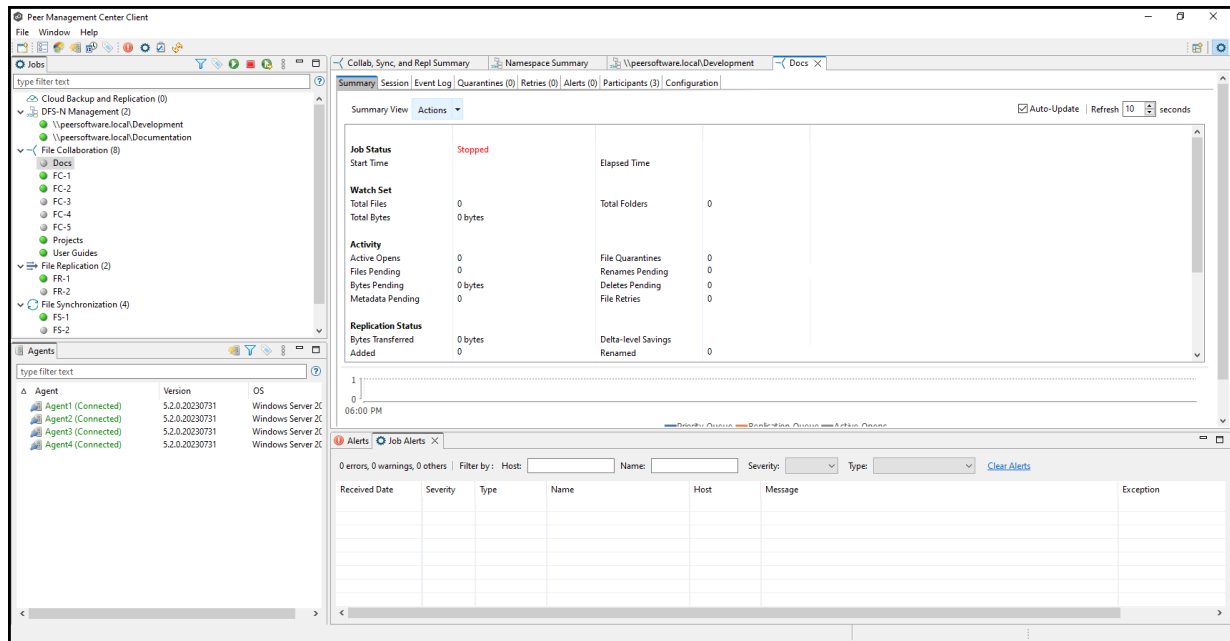 Peer Management Center Client
File Window Help
Jobs
type filter text
Cloud Backup and Replication (0)
DFS-N Management (2)
\\peersoftware.local\Development
\\peersoftware.local\Documentation
File Collaboration (8)
Docs
FC-1
FC-2
FC-3
FC-4
FC-5
Projects
User Guides
File Replication (2)
FR-1
FR-2
File Synchronization (4)
FS-1
FS-2
Agents
type filter text
Agent Version OS
Agent1 (Connected) 5.2.0.20230731 Windows Server 20
Agent2 (Connected) 5.2.0.20230731 Windows Server 20
Agent3 (Connected) 5.2.0.20230731 Windows Server 20
Agent4 (Connected) 5.2.0.20230731 Windows Server 20
Collab, Sync, and Repl Summary Namespace Summary \\peersoftware.local\Development Docs
Summary Session Event Log Quarantines (0) Retries (0) Alerts (0) Participants (3) Configuration
Summary View Actions Auto-Update Refresh 10 seconds
Job Status Stopped
Start Time Elapsed Time
Watch Set
Total Files 0 Total Folders 0
Total Bytes 0 bytes
Activity
Active Opens 0 File Quarantines 0
Files Pending 0 Renames Pending 0
Bytes Pending 0 bytes Deletes Pending 0
Metadata Pending 0 File Retries 0
Replication Status
Bytes Transferred 0 bytes Delta-level Savings
Added 0 Renamed 0
1
0
06:00 PM
Priority Queue Replication Queue Active Opens
Alerts Job Alerts
0 errors, 0 warnings, 0 others Filter by : Host: Name: Severity: Type: Clear Alerts
Received Date Severity Type Name Host Message Exception